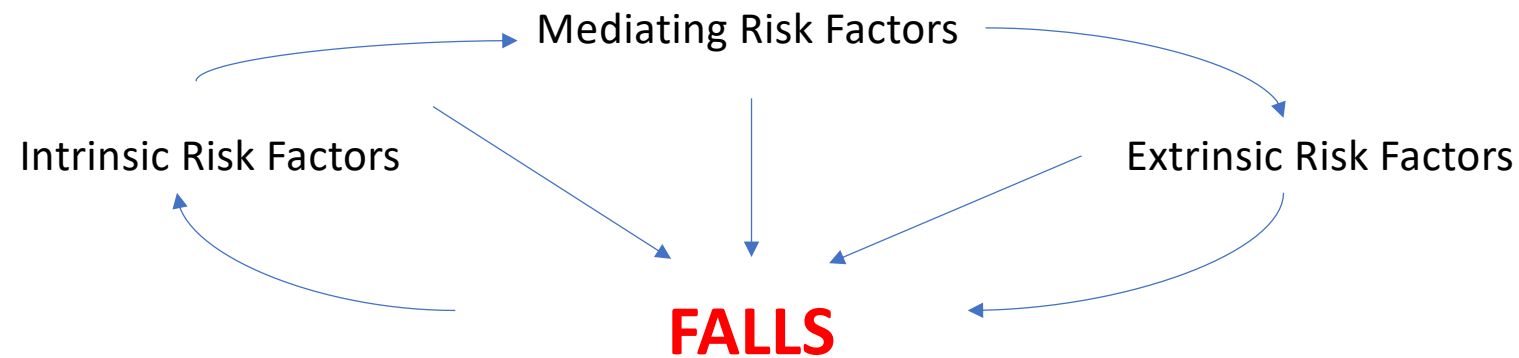 Mediating Risk Factors
Intrinsic Risk Factors
Extrinsic Risk Factors
FALLS